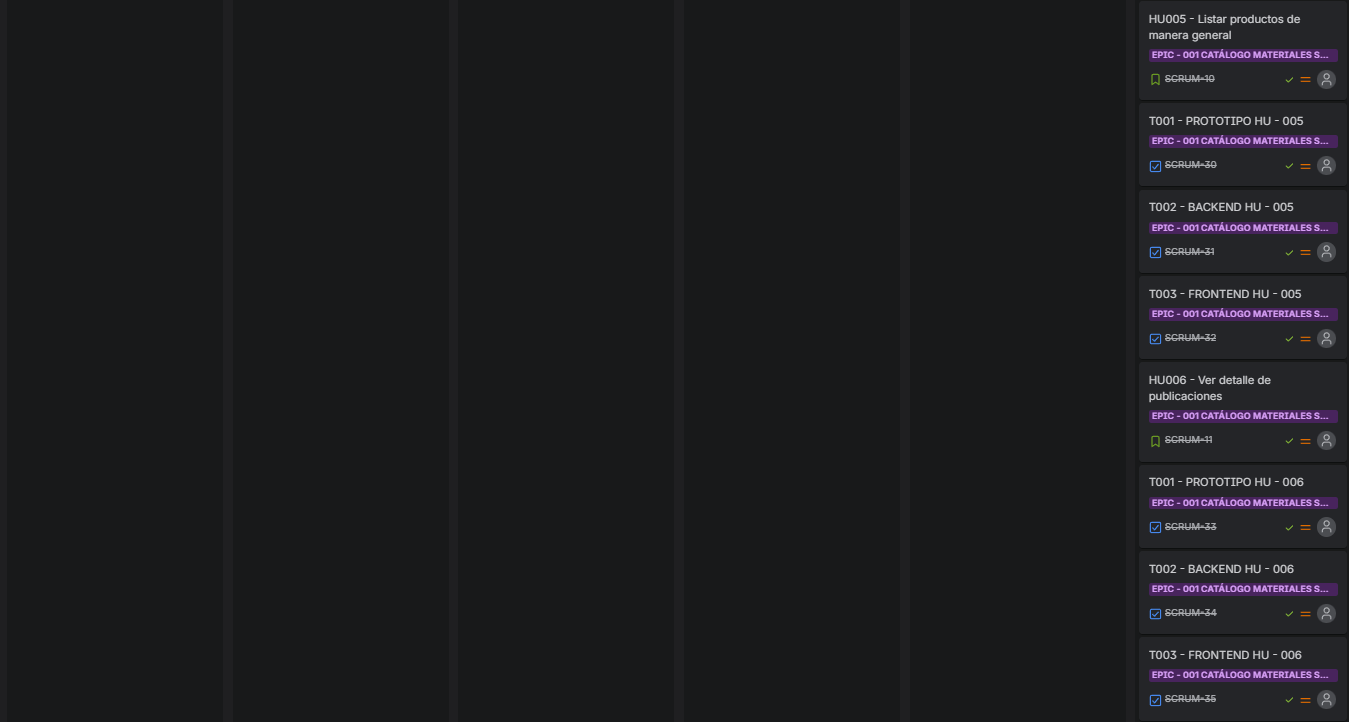 HU005 - Listar productos de
manera general
EPIC - 001 CATÁLOGO MATERIALES S...
SCRUM-10
T001 - PROTOTIPO HU - 005
EPIC - 001 CATÁLOGO MATERIALES S...
SCRUM-30
T002 - BACKEND HU - 005
EPIC - 001 CATÁLOGO MATERIALES S...
SCRUM-31
T003 - FRONTEND HU - 005
EPIC - 001 CATÁLOGO MATERIALES S...
SCRUM-32
HU006 - Ver detalle de
publicaciones
EPIC - 001 CATÁLOGO MATERIALES S...
SCRUM-11
T001 - PROTOTIPO HU - 006
EPIC - 001 CATÁLOGO MATERIALES S...
SCRUM-33
T002 - BACKEND HU - 006
EPIC - 001 CATÁLOGO MATERIALES S...
SCRUM-34
T003 - FRONTEND HU - 006
EPIC - 001 CATÁLOGO MATERIALES S...
SCRUM-35